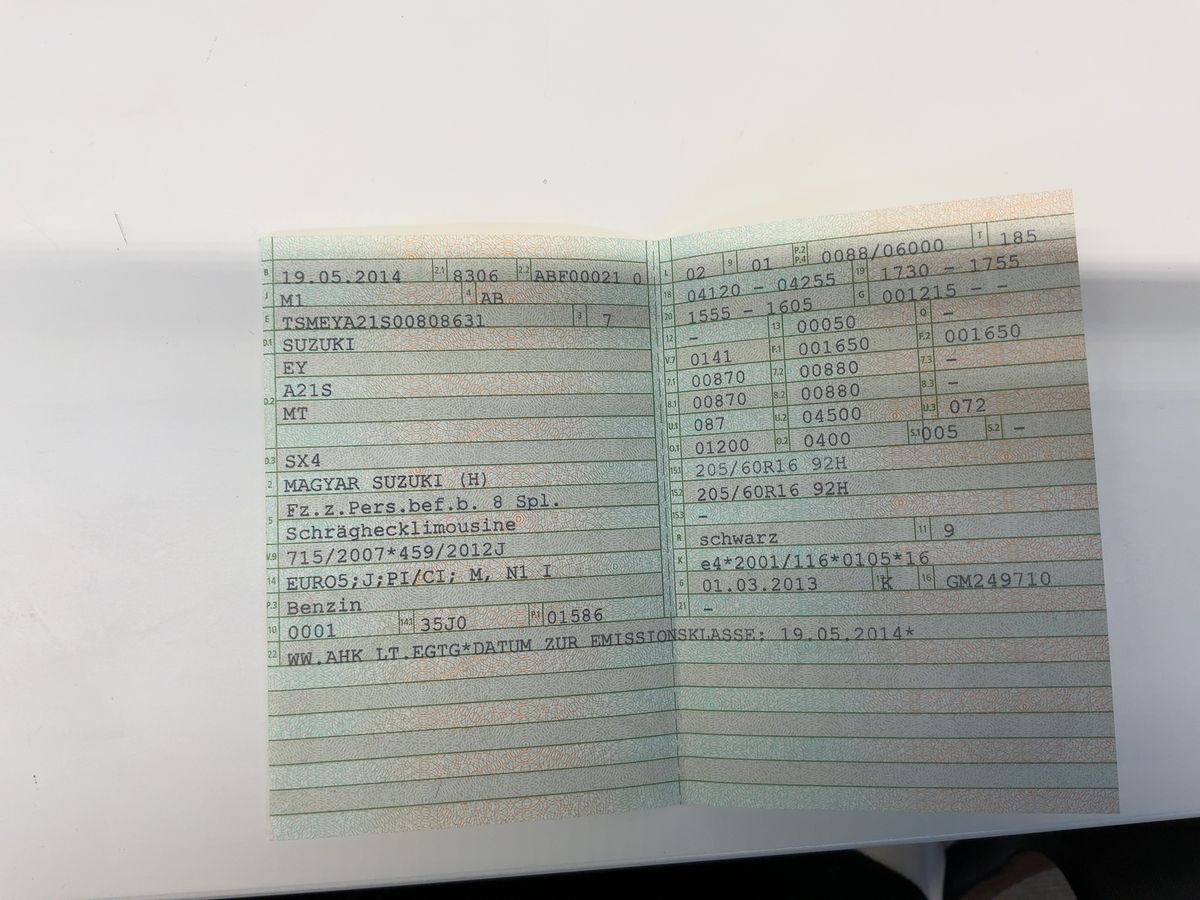 B 19.05.2014 2.1 8306 2.2 ABF00021 0
J M1 4 AB
E TSMEYA21S00808631 3 7
D.1 SUZUKI
EY
A21S
D.2 MT
D.3 SX4
2 MAGYAR SUZUKI (H)
5 Fz.z.Pers.bef.b. 8 Spl.
Schräghecklimousine
V.9 715/2007*459/2012J
14 EURO5;J;PI/CI; M, N1 I
P.3 Benzin
10 0001 14.1 35J0 P.1 01586
22 WW.AHK LT.EGTG*DATUM ZUR EMISSIONSKLASSE: 19.05.2014*
L 02 9 01 P.2 P.4 0088/06000 T 185
18 04120 - 04255 19 1730 - 1755
20 1555 - 1605 G 001215 - -
12 - 13 00050 Q -
V.7 0141 F.1 001650 F.2 001650
7.1 00870 7.2 00880 7.3 -
8.1 00870 8.2 00880 8.3 -
U.1 087 U.2 04500 U.3 072
O.1 01200 O.2 0400 S.1 005 S.2 -
15.1 205/60R16 92H
15.2 205/60R16 92H
15.3 -
R schwarz 11 9
K e4*2001/116*0105*16
6 01.03.2013 17 K 16 GM249710
21 -